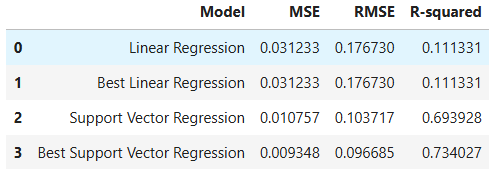 Model MSE RMSE R-squared
0 Linear Regression 0.031233 0.176730 0.111331
1 Best Linear Regression 0.031233 0.176730 0.111331
2 Support Vector Regression 0.010757 0.103717 0.693928
3 Best Support Vector Regression 0.009348 0.096685 0.734027